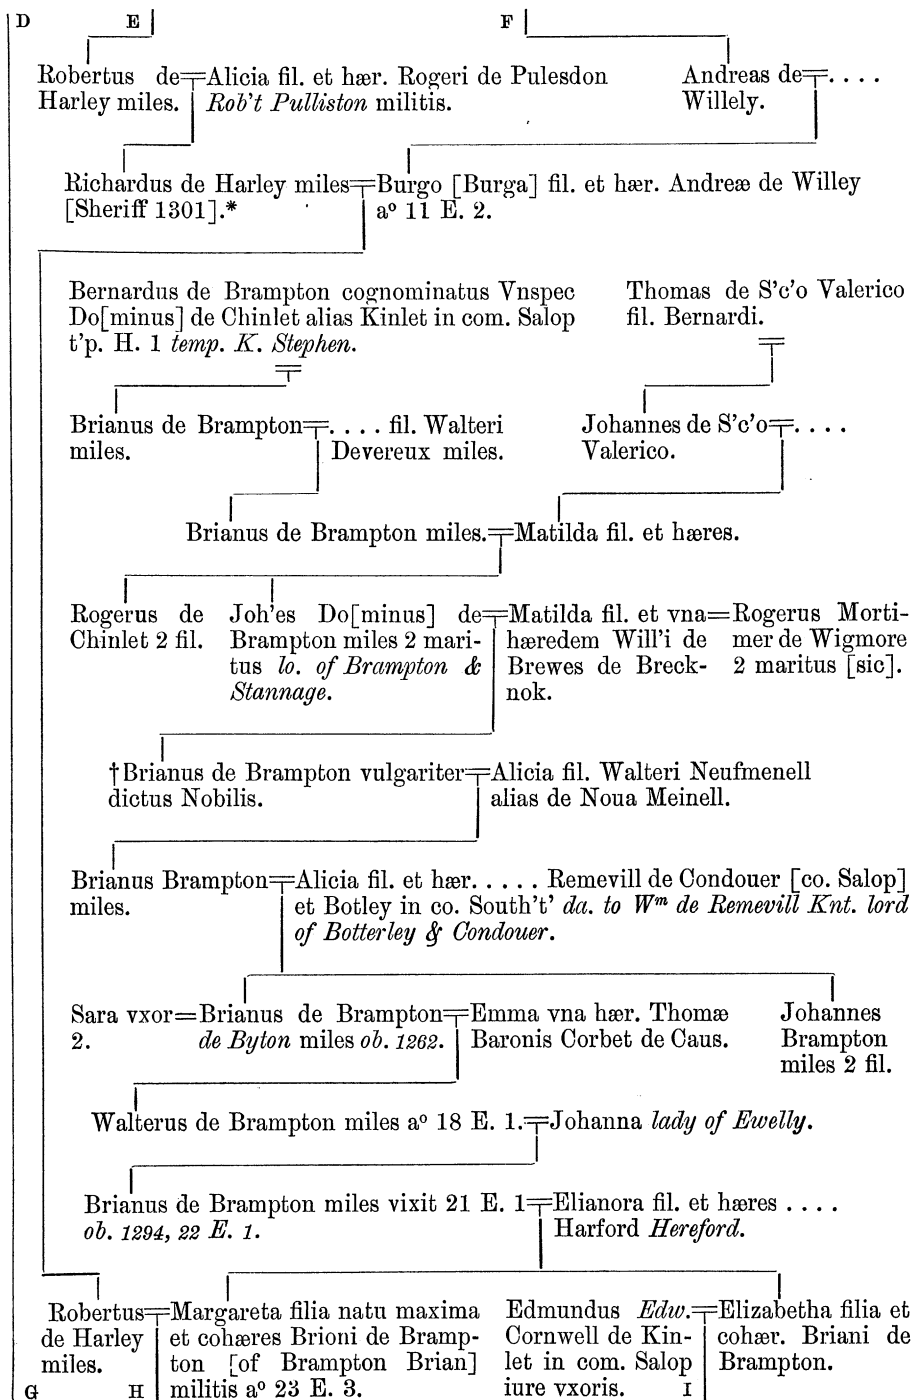 D E F
Robertus de Harley miles. Alicia fil. et hær. Rogeri de Pulesdon Andreas de ....
Harley miles. Rob't Pulliston militis. Willely.
Richardus de Harley miles Burgo [Burga] fil. et hær. Andreæ de Willey
[Sheriff 1301].* aº 11 E. 2.
Bernardus de Brampton cognominatus Vnspec Thomas de S'c'o Valerico
Do[minus] de Chinlet alias Kinlet in com. Salop fil. Bernardi.
t'p. H. 1 temp. K. Stephen.
Brianus de Brampton .... fil. Walteri Johannes de S'c'o ....
miles. Devereux miles. Valerico.
Brianus de Brampton miles. Matilda fil. et hæres.
Rogerus de Joh'es Do[minus] de Matilda fil. et vna=Rogerus Morti-
Chinlet 2 fil. Brampton miles 2 mari- hæredem Will'i de mer de Wigmore
tus lo. of Brampton & Brewes de Breck- 2 maritus [sic].
Stannage. nok.
†Brianus de Brampton vulgariter Alicia fil. Walteri Neufmenell
dictus Nobilis. alias de Noua Meinell.
Brianus Brampton Alicia fil. et hær..... Remevill de Condouer [co. Salop]
miles. et Botley in co. South't' da. to Wᵐ de Remevill Knt. lord
of Botterley & Condouer.
Sara vxor=Brianus de Brampton Emma vna hær. Thomæ Johannes
2. de Byton miles ob. 1262. Baronis Corbet de Caus. Brampton
miles 2 fil.
Walterus de Brampton miles aº 18 E. 1. Johanna lady of Ewelly.
Brianus de Brampton miles vixit 21 E. 1 Elianora fil. et hæres ....
ob. 1294, 22 E. 1. Harford Hereford.
Robertus Margareta filia natu maxima Edmundus Edw. Elizabetha filia et
de Harley et cohæres Brioni de Bramp- Cornwell de Kin- cohær. Briani de
miles. ton [of Brampton Brian] let in com. Salop Brampton.
G H militis aº 23 E. 3. iure vxoris. I